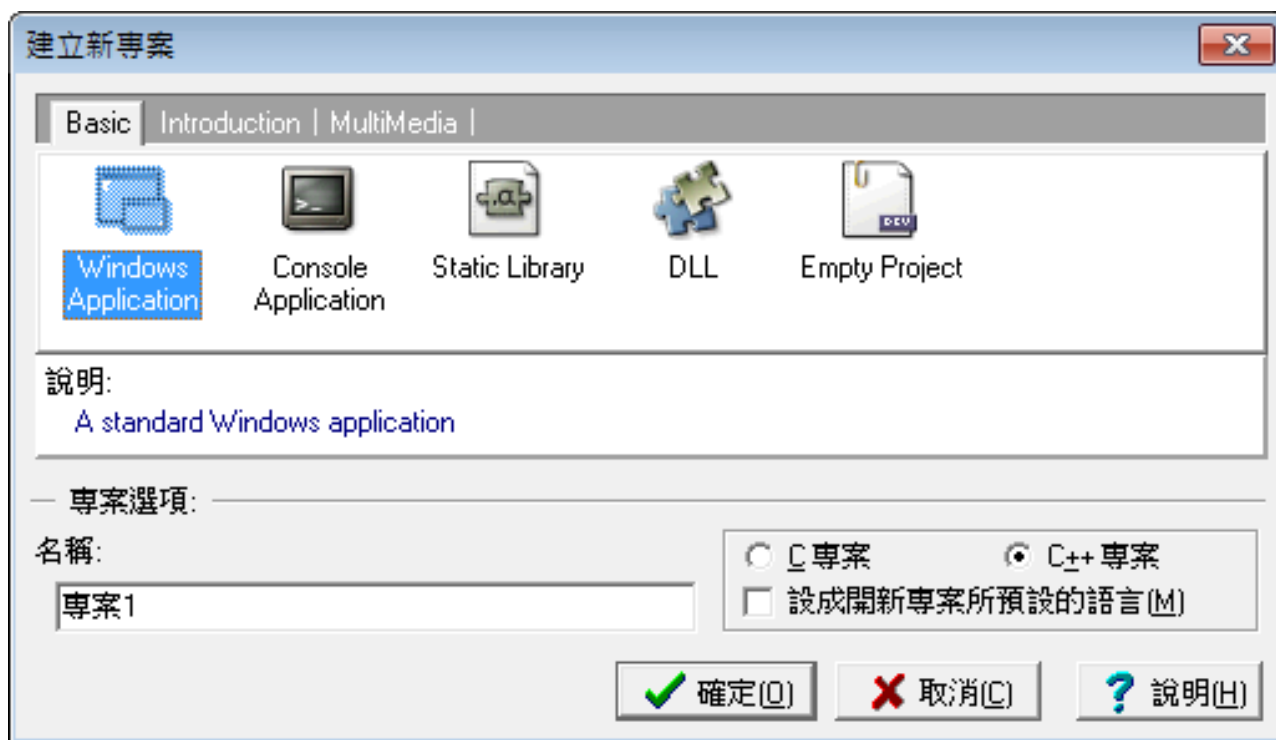 建立新專案
Basic Introduction | MultiMedia |
>_
.a
DEV
Windows Application
Console Application
Static Library
DLL
Empty Project
說明:
A standard Windows application
專案選項:
名稱:
專案1
C 專案
C++ 專案
設成開新專案所預設的語言(M)
確定(O)
取消(C)
? 說明(H)